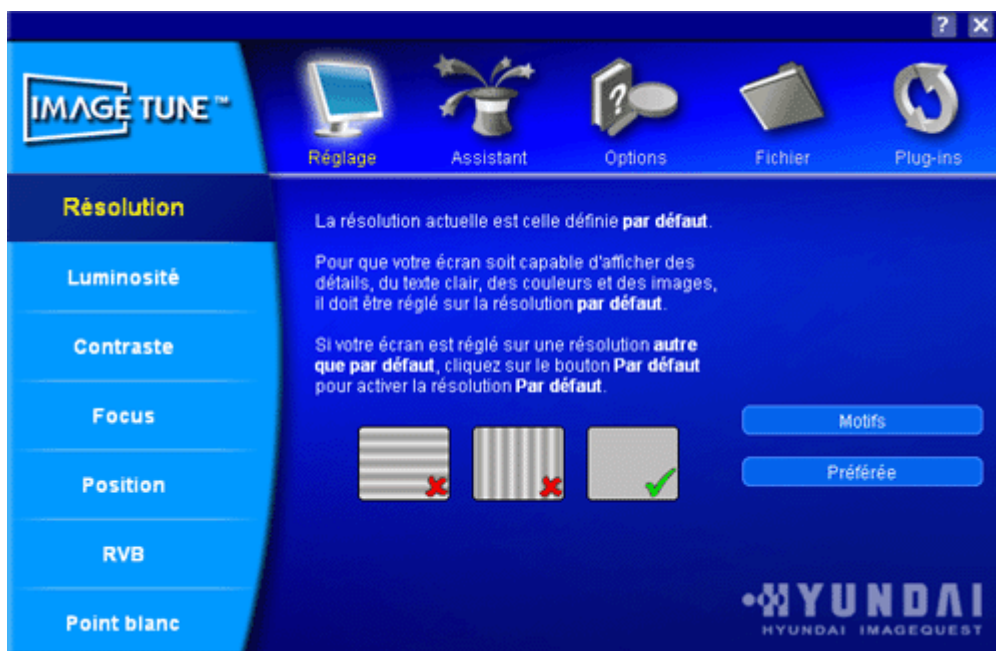 ? X
IMAGE TUNE™
Réglage Assistant Options Fichier Plug-ins
Résolution
Luminosité
Contraste
Focus
Position
RVB
Point blanc
La résolution actuelle est celle définie par défaut.
Pour que votre écran soit capable d'afficher des
détails, du texte clair, des couleurs et des images,
il doit être réglé sur la résolution par défaut.
Si votre écran est réglé sur une résolution autre
que par défaut, cliquez sur le bouton Par défaut
pour activer la résolution Par défaut.
Motifs
Préférée
HYUNDAI
HYUNDAI IMAGEQUEST